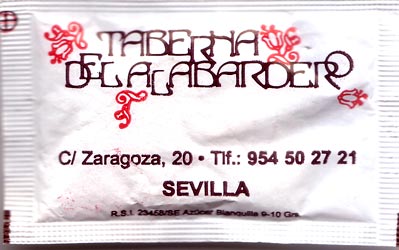 TABERNA
DEL ALABARDERO
C/ Zaragoza, 20 • Tlf.: 954 50 27 21
SEVILLA
R.S.I. 23458/SE Azúcar Blanquilla 9-10 Grs.